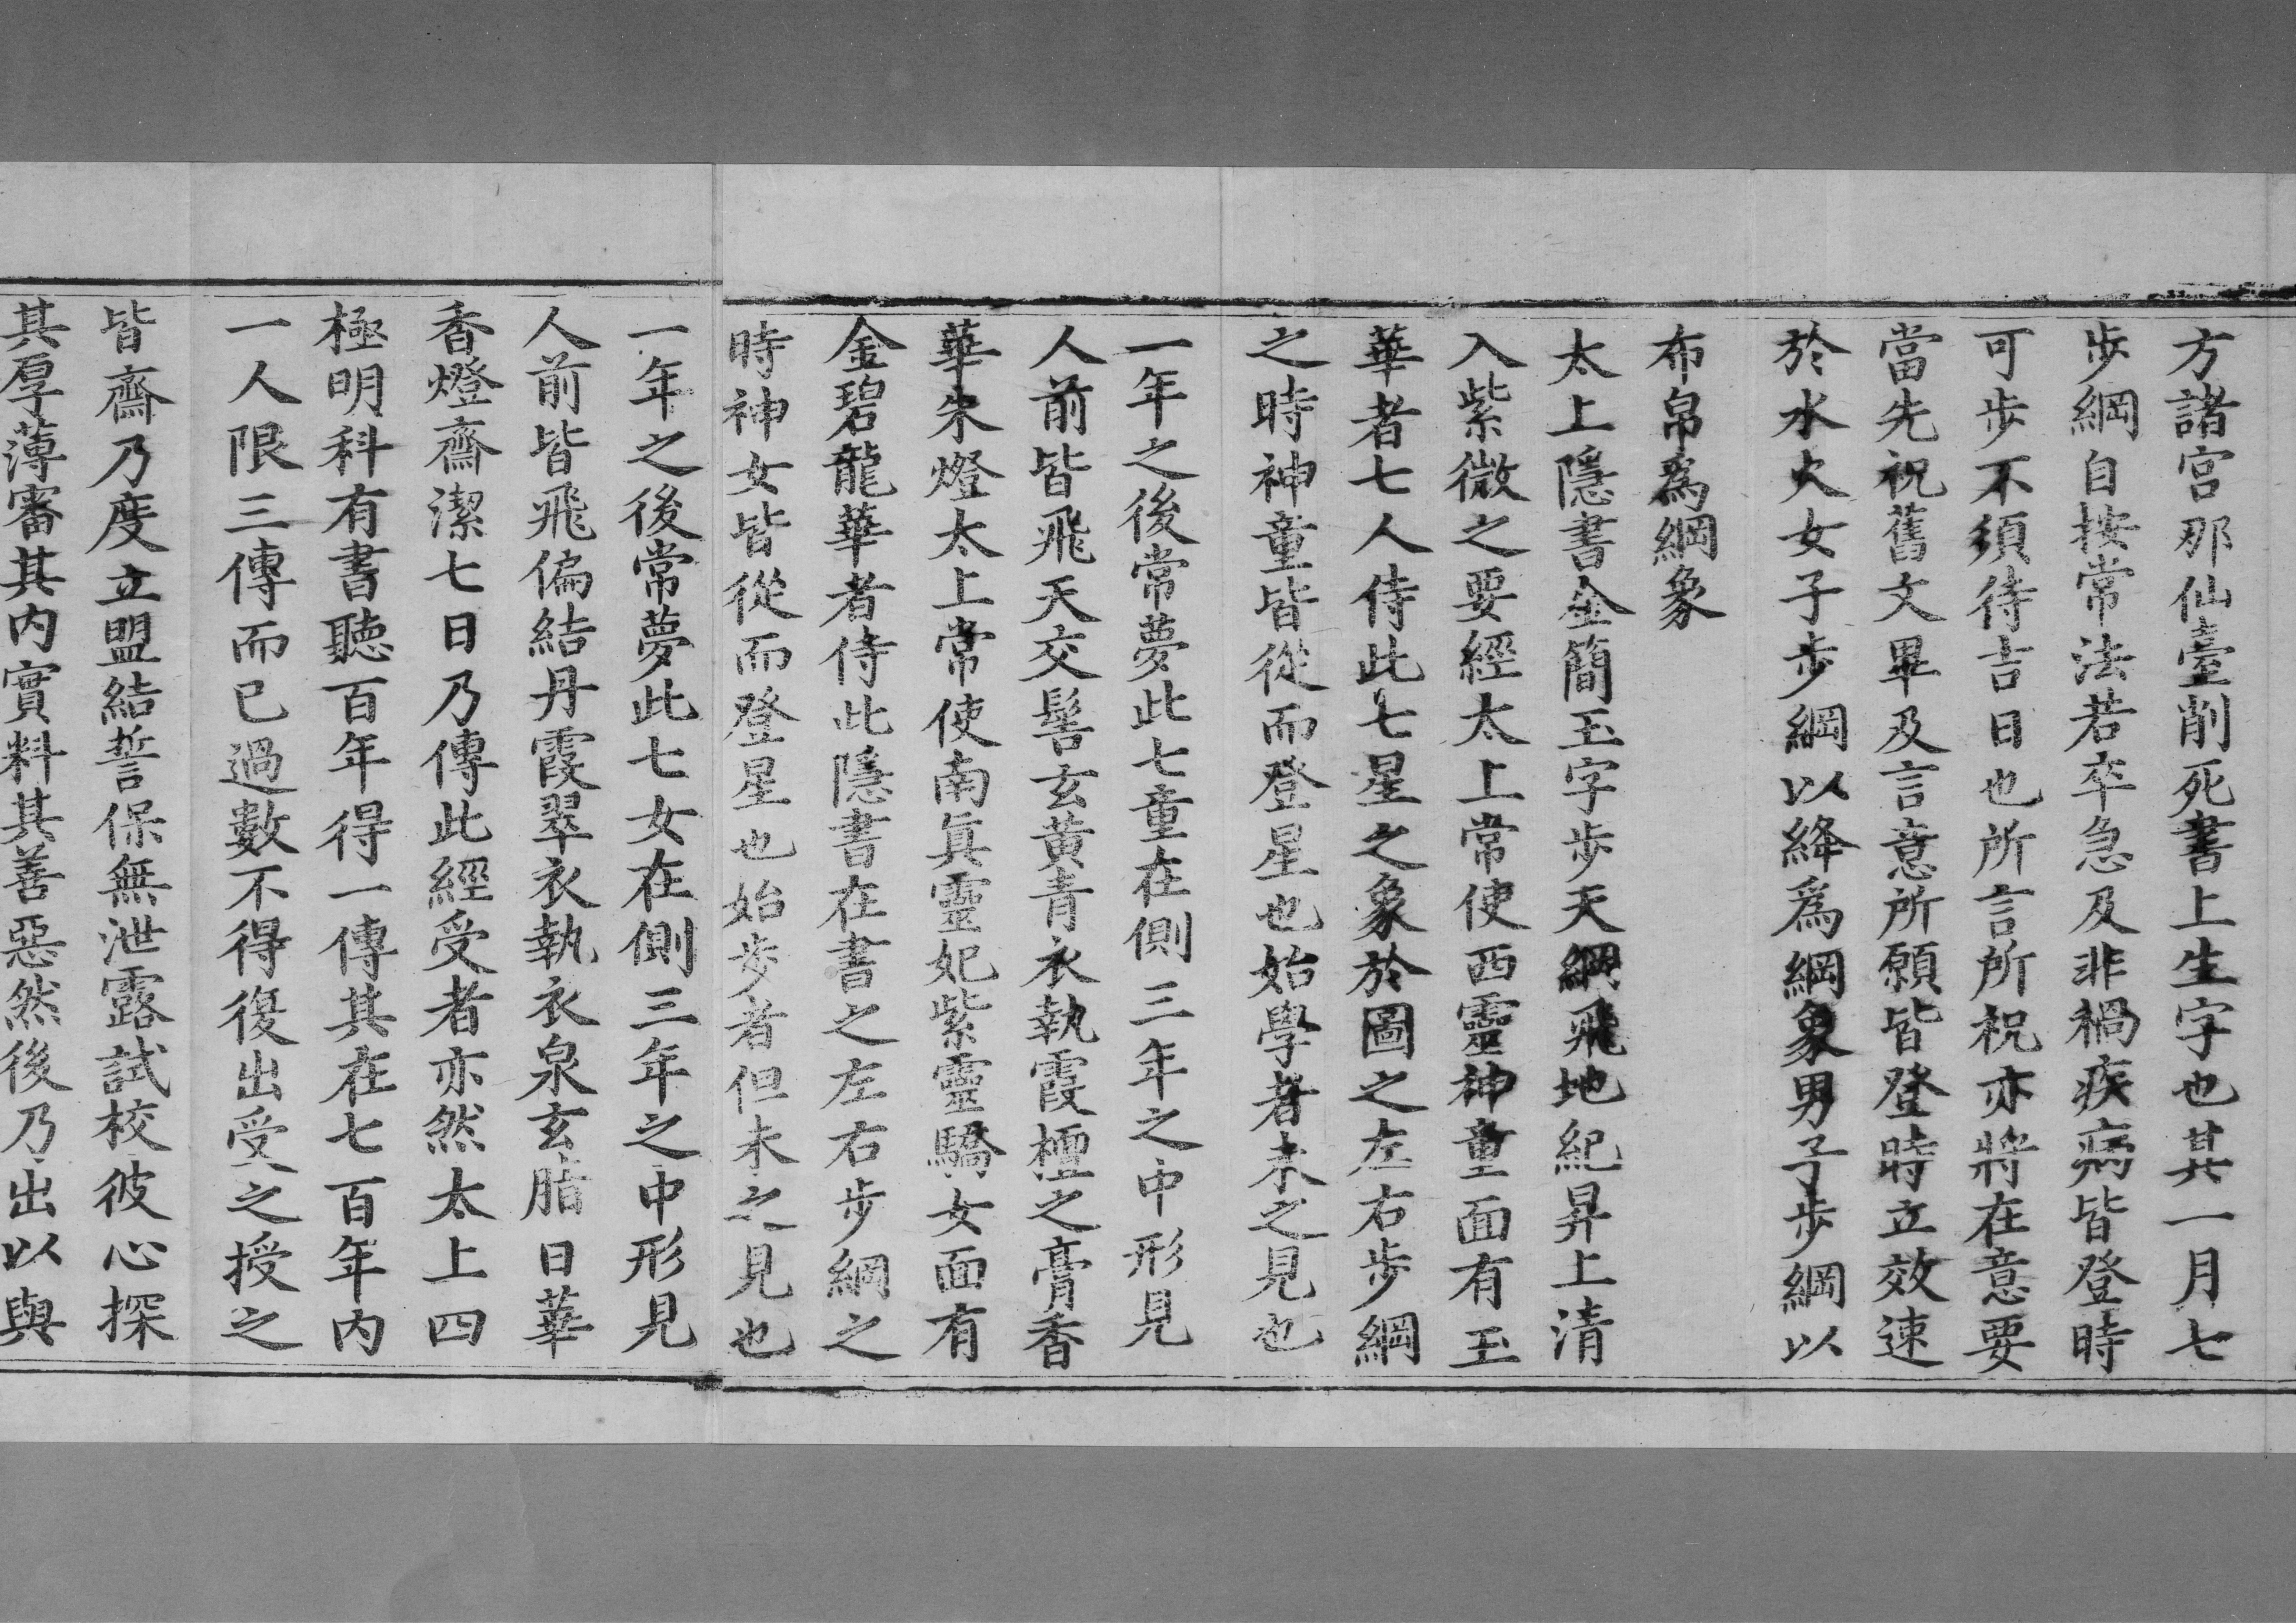 方諸宮那仙臺削死書上生字也其一月七
步綱自按常法若卒急及非禍疾病皆登時
可步不須待吉日也所言所祝亦將在意要
當先祝舊文畢及言意所願皆登時立效速
於水火女子步綱以絳爲綱象男子步綱以
布帛爲綱象
太上隱書金簡玉字步天綱飛地紀昇上清
入紫微之要經太上常使西靈神童面有玉
華者七人侍此七星之象於圖之左右步綱
之時神童皆從而登星也始學者未之見也
一年之後常夢此七童在側三年之中形見
人前皆飛天交髻玄黄青衣執霞檀之膏香
華朱燈太上常使南眞靈妃紫靈驕女面有
金碧龍華者侍此隱書在書之左右步綱之
時神女皆從而登星也始步者但未之見也
一年之後常夢此七女在側三年之中形見
人前皆飛偏結丹霞翠衣執衣泉玄脂日華
香燈齋潔七日乃傳此經受者亦然太上四
極明科有書聽百年得一傳其在七百年內
一人限三傳而已過數不得復出受之授之
皆齋乃度立盟結誓保無泄露試校彼心探
其厚薄審其內實料其善惡然後乃出以與